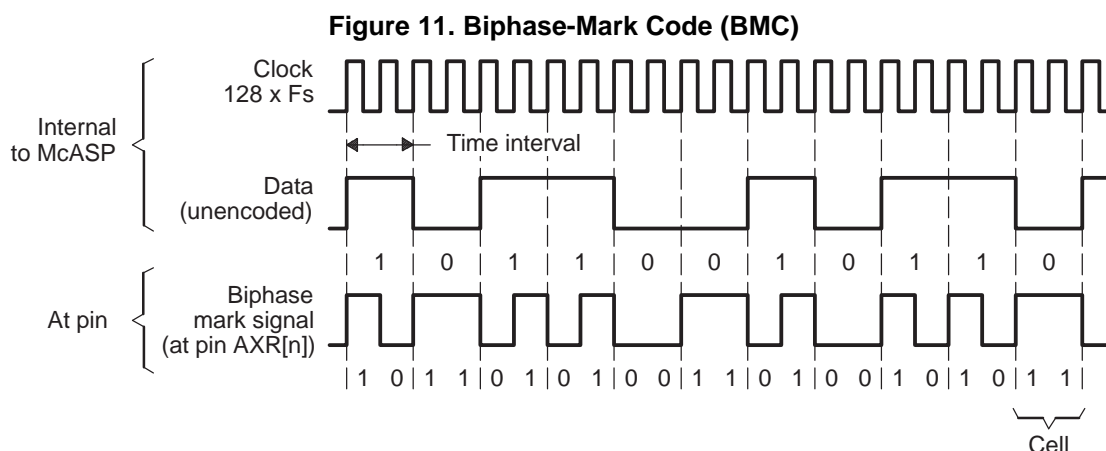 Figure 11. Biphase-Mark Code (BMC)
Clock
128 x Fs
Internal
to McASP
Time interval
Data
(unencoded)
1 0 1 1 0 0 1 0 1 1 0
At pin
Biphase
mark signal
(at pin AXR[n])
1 0 1 1 0 1 0 1 0 0 1 1 0 1 0 0 1 0 1 0 1 1
Cell